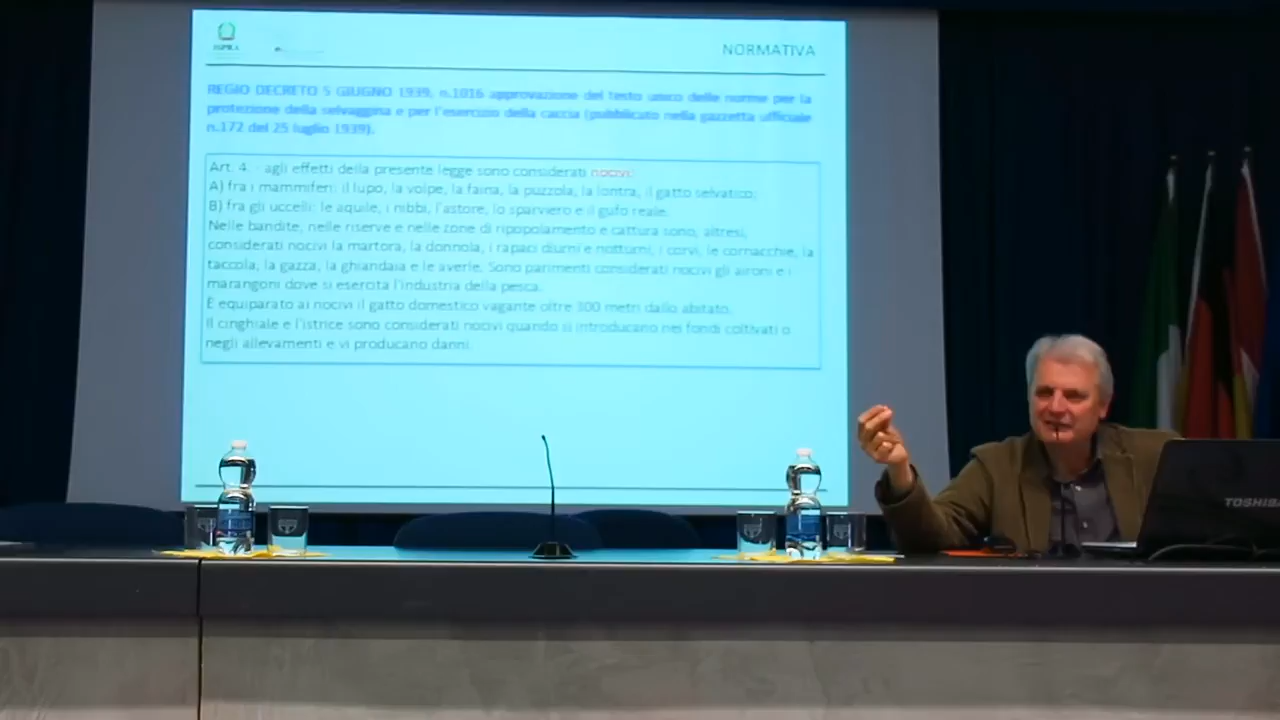 ISPRA
NORMATIVA
REGIO DECRETO 5 GIUGNO 1939, n.1016 approvazione del testo unico delle norme per la
protezione della selvaggina e per l'esercizio della caccia (pubblicato nella gazzetta ufficiale
n.172 del 25 luglio 1939).
Art. 4. - agli effetti della presente legge sono considerati nocivi:
A) fra i mammiferi: il lupo, la volpe, la faina, la puzzola, la lontra, il gatto selvatico;
B) fra gli uccelli: le aquile, i nibbi, l'astore, lo sparviero e il gufo reale.
Nelle bandite, nelle riserve e nelle zone di ripopolamento e cattura sono, altresì,
considerati nocivi la martora, la donnola, i rapaci diurni e notturni, i corvi, le cornacchie, la
taccola, la gazza, la ghiandaia e le averle. Sono parimenti considerati nocivi gli aironi e i
marangoni dove si esercita l'industria della pesca.
È equiparato ai nocivi il gatto domestico vagante oltre 300 metri dallo abitato.
Il cinghiale e l'istrice sono considerati nocivi quando si introducano nei fondi coltivati o
negli allevamenti e vi producano danni.
TOSHIBA